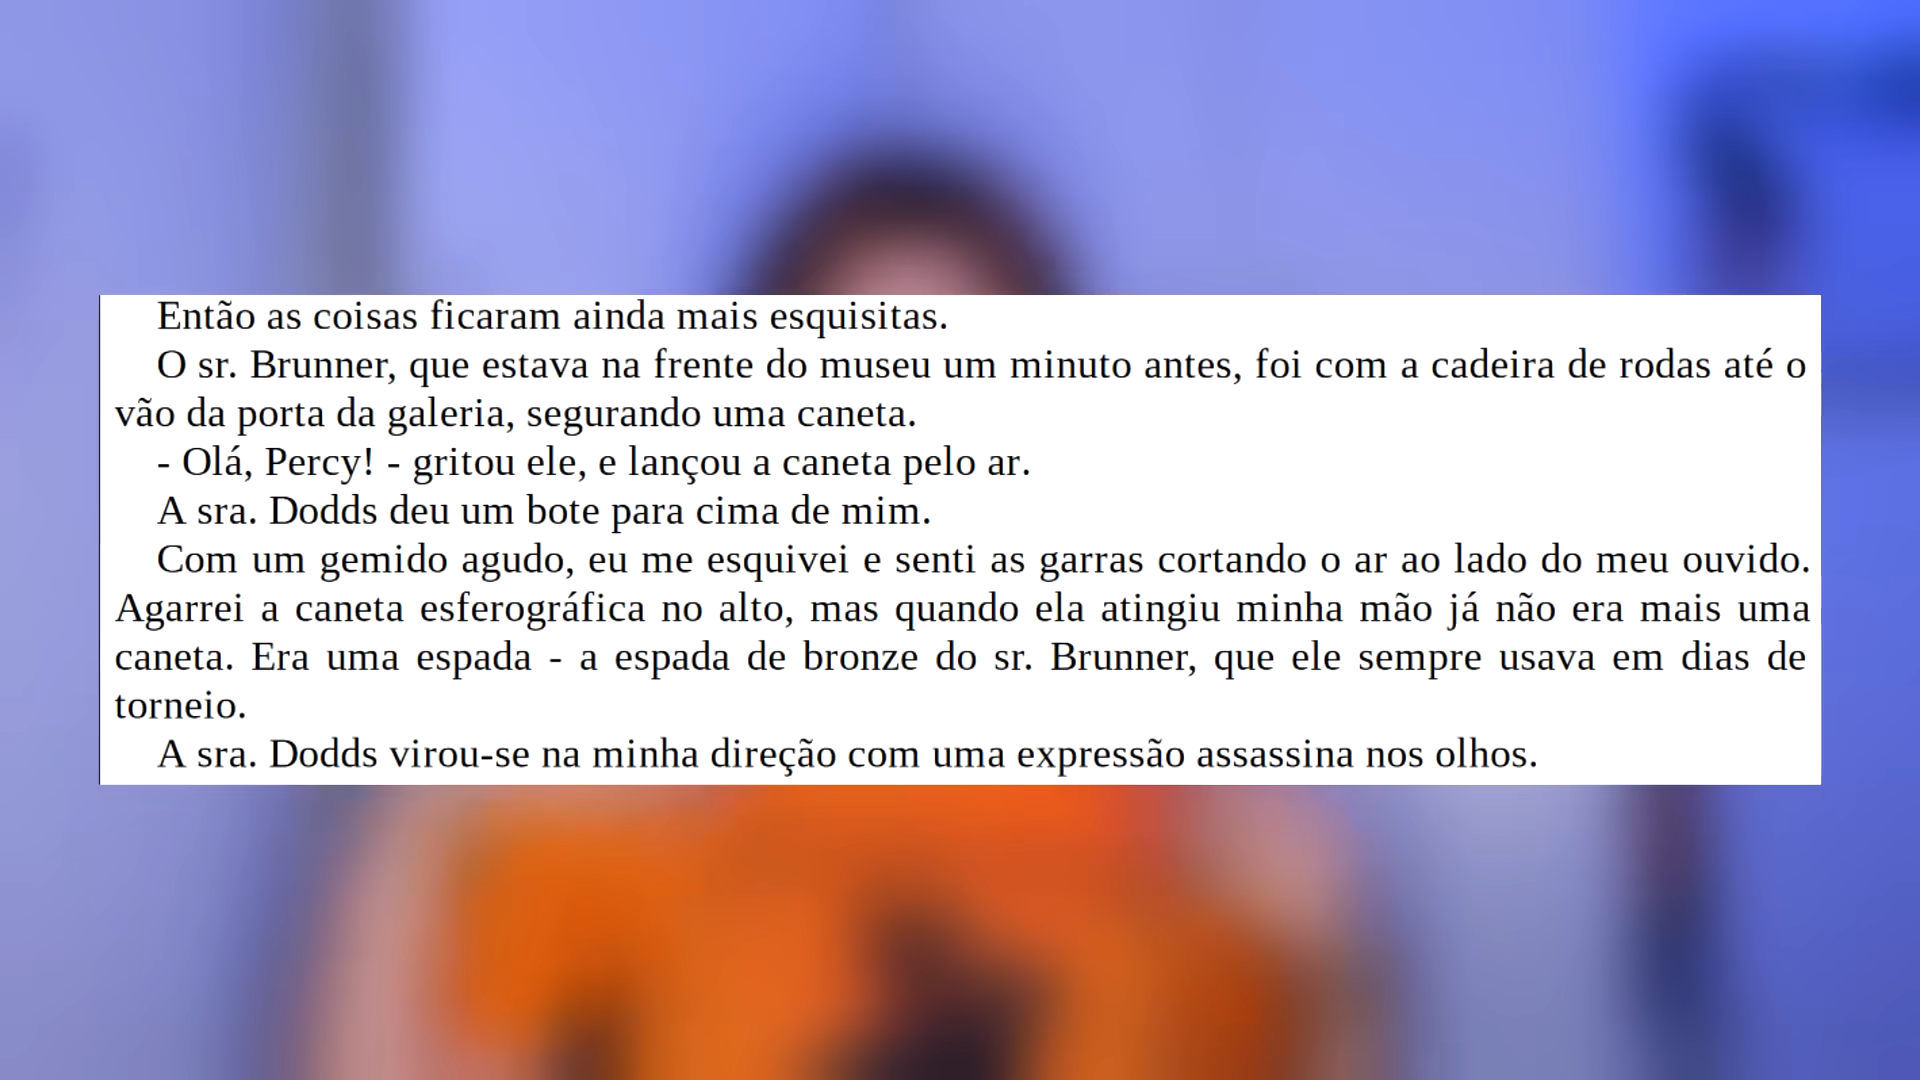 Então as coisas ficaram ainda mais esquisitas.
O sr. Brunner, que estava na frente do museu um minuto antes, foi com a cadeira de rodas até o
vão da porta da galeria, segurando uma caneta.
- Olá, Percy! - gritou ele, e lançou a caneta pelo ar.
A sra. Dodds deu um bote para cima de mim.
Com um gemido agudo, eu me esquivei e senti as garras cortando o ar ao lado do meu ouvido.
Agarrei a caneta esferográfica no alto, mas quando ela atingiu minha mão já não era mais uma
caneta. Era uma espada - a espada de bronze do sr. Brunner, que ele sempre usava em dias de
torneio.
A sra. Dodds virou-se na minha direção com uma expressão assassina nos olhos.